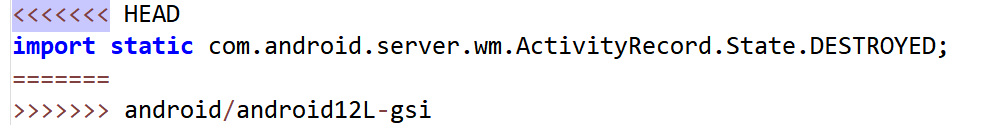 <<<<<<< HEAD
import static com.android.server.wm.ActivityRecord.State.DESTROYED;
=======
>>>>>>> android/android12L-gsi